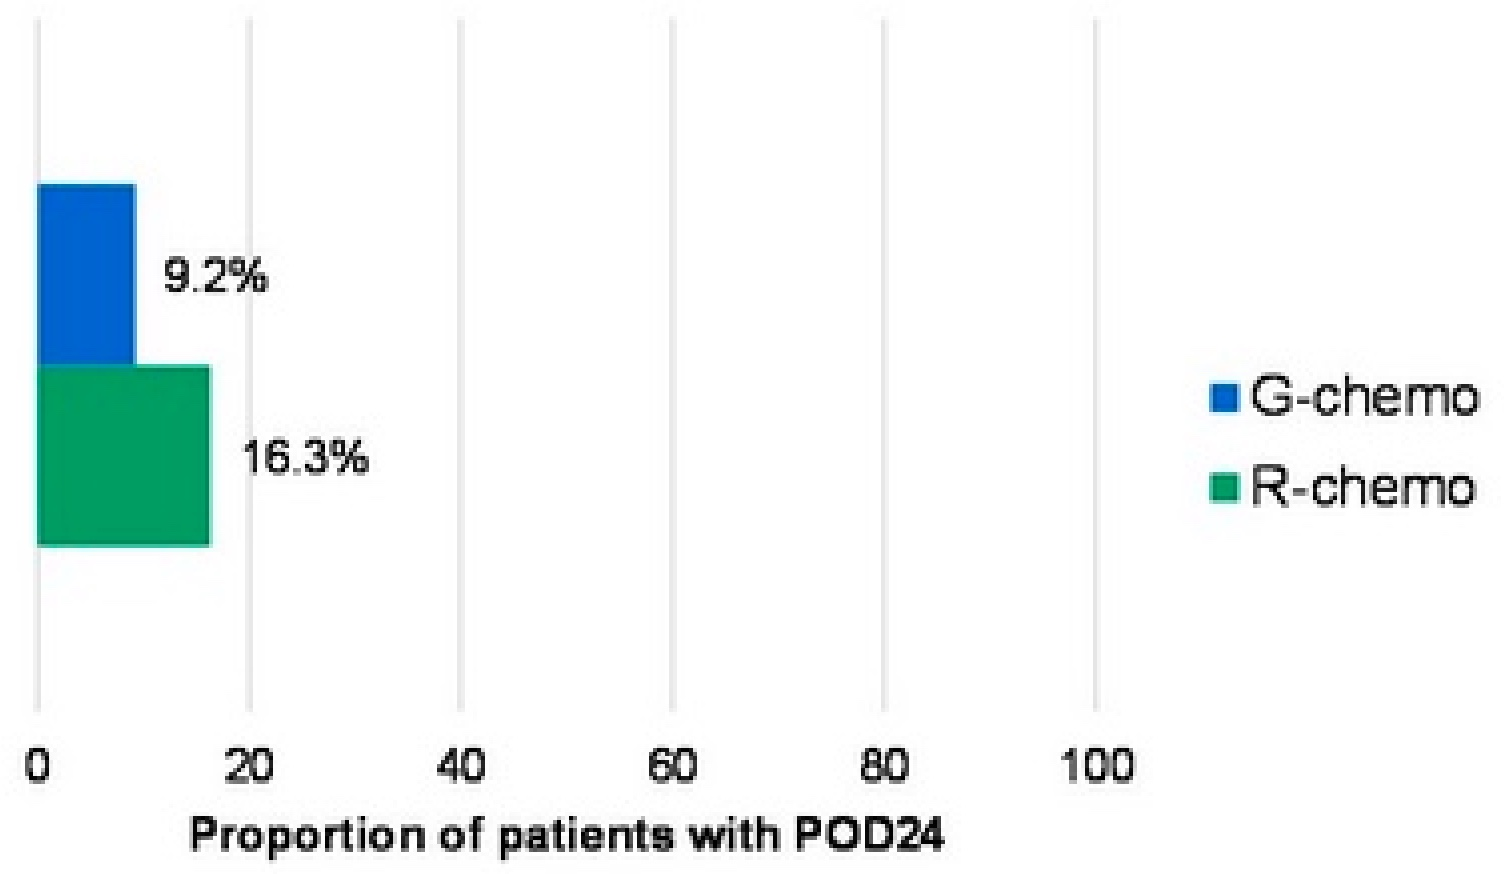 9.2%
16.3%
G-chemo
R-chemo
0 20 40 60 80 100
Proportion of patients with POD24